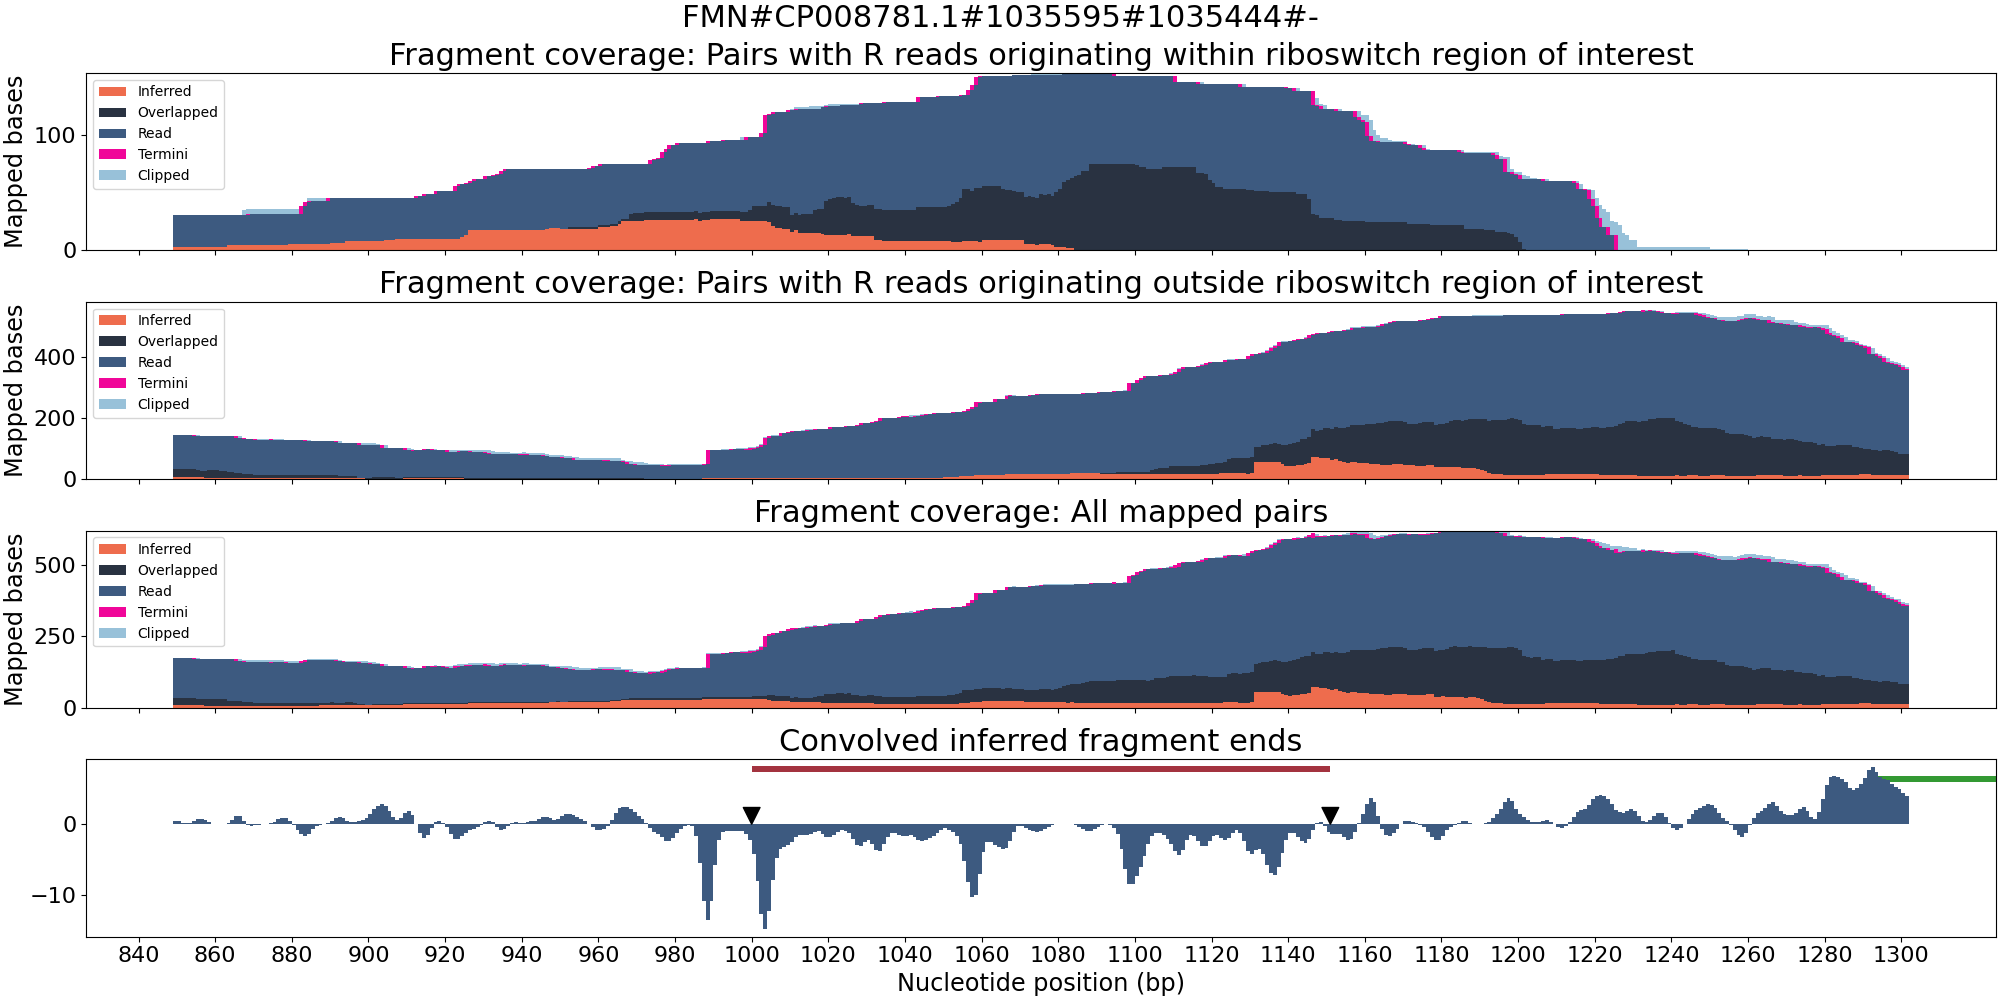 FMN#CP008781.1#1035595#1035444#-
Fragment coverage: Pairs with R reads originating within riboswitch region of interest
Mapped bases
100
0
Inferred
Overlapped
Read
Termini
Clipped
Fragment coverage: Pairs with R reads originating outside riboswitch region of interest
Mapped bases
400
200
0
Inferred
Overlapped
Read
Termini
Clipped
Fragment coverage: All mapped pairs
Mapped bases
500
250
0
Inferred
Overlapped
Read
Termini
Clipped
Convolved inferred fragment ends
0
−10
840 860 880 900 920 940 960 980 1000 1020 1040 1060 1080 1100 1120 1140 1160 1180 1200 1220 1240 1260 1280 1300
Nucleotide position (bp)